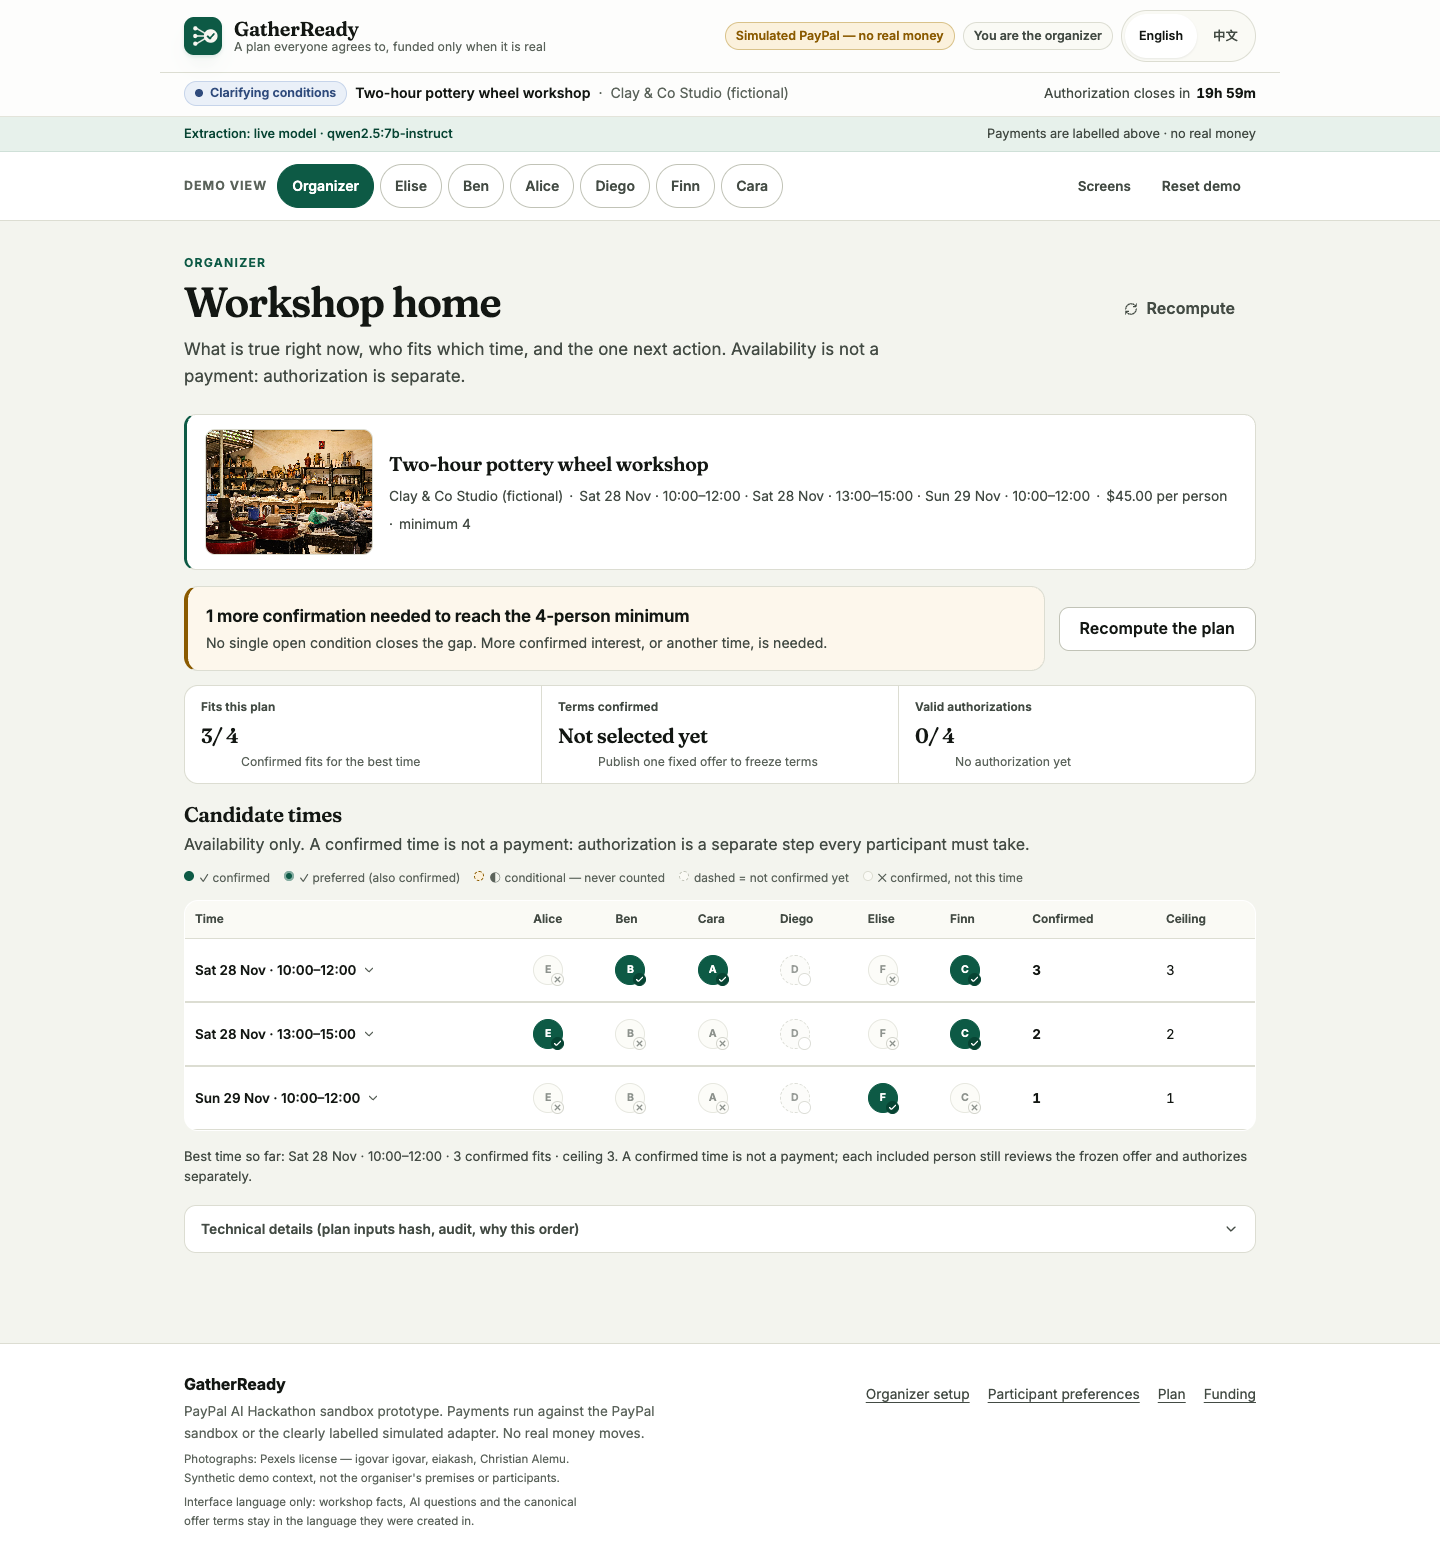 GatherReady
A plan everyone agrees to, funded only when it is real
Simulated PayPal — no real money
You are the organizer
English
中文
Clarifying conditions
Two-hour pottery wheel workshop · Clay & Co Studio (fictional)
Authorization closes in 19h 59m
Extraction: live model · qwen2.5:7b-instruct
Payments are labelled above · no real money
DEMO VIEW
Organizer
Elise
Ben
Alice
Diego
Finn
Cara
Screens
Reset demo
ORGANIZER
Workshop home
Recompute
What is true right now, who fits which time, and the one next action. Availability is not a
payment: authorization is separate.
Two-hour pottery wheel workshop
Clay & Co Studio (fictional) · Sat 28 Nov · 10:00–12:00 · Sat 28 Nov · 13:00–15:00 · Sun 29 Nov · 10:00–12:00 · $45.00 per person
· minimum 4
1 more confirmation needed to reach the 4-person minimum
No single open condition closes the gap. More confirmed interest, or another time, is needed.
Recompute the plan
Fits this plan
3/ 4
Confirmed fits for the best time
Terms confirmed
Not selected yet
Publish one fixed offer to freeze terms
Valid authorizations
0/ 4
No authorization yet
Candidate times
Availability only. A confirmed time is not a payment: authorization is a separate step every participant must take.
✓ confirmed ✓ preferred (also confirmed) ◐ conditional — never counted dashed = not confirmed yet ✕ confirmed, not this time
Time Alice Ben Cara Diego Elise Finn Confirmed Ceiling
Sat 28 Nov · 10:00–12:00 E B A D F C 3 3
Sat 28 Nov · 13:00–15:00 E B A D F C 2 2
Sun 29 Nov · 10:00–12:00 E B A D F C 1 1
Best time so far: Sat 28 Nov · 10:00–12:00 · 3 confirmed fits · ceiling 3. A confirmed time is not a payment; each included person still reviews the frozen offer and authorizes
separately.
Technical details (plan inputs hash, audit, why this order)
GatherReady
PayPal AI Hackathon sandbox prototype. Payments run against the PayPal
sandbox or the clearly labelled simulated adapter. No real money moves.
Photographs: Pexels license — igovar igovar, eiakash, Christian Alemu.
Synthetic demo context, not the organiser's premises or participants.
Interface language only: workshop facts, AI questions and the canonical
offer terms stay in the language they were created in.
Organizer setup
Participant preferences
Plan
Funding